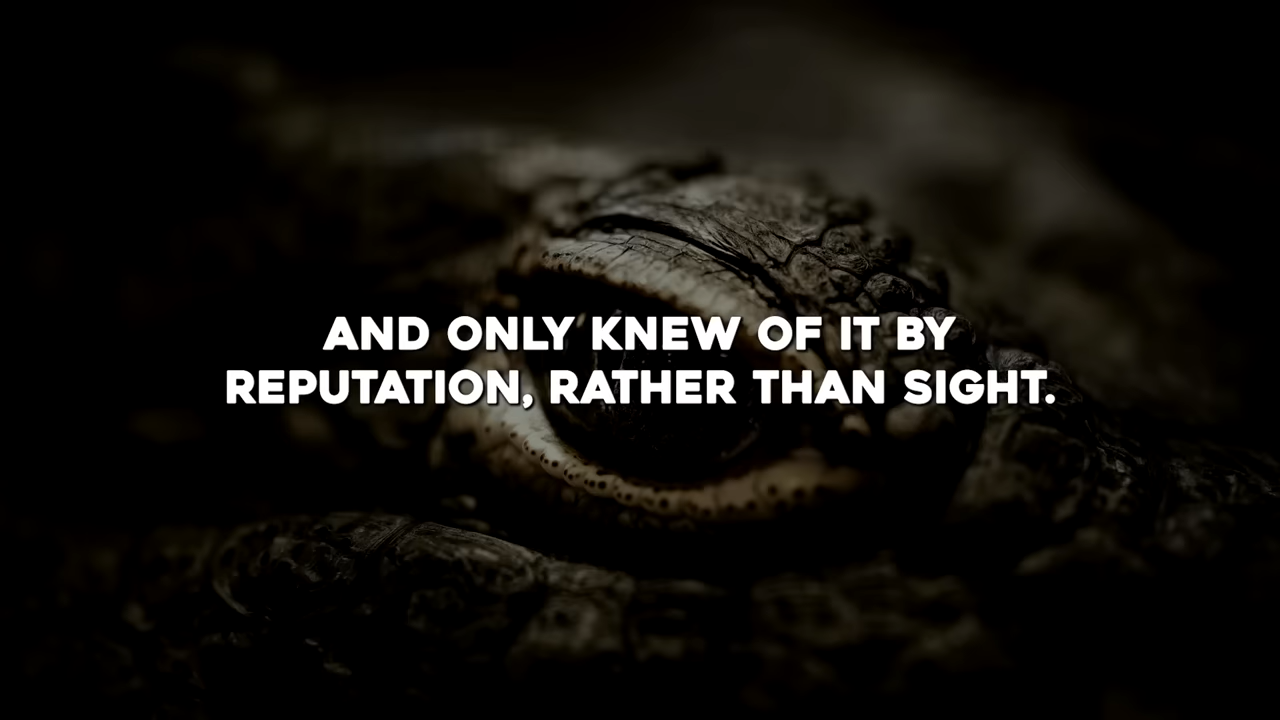 AND ONLY KNEW OF IT BY
REPUTATION, RATHER THAN SIGHT.